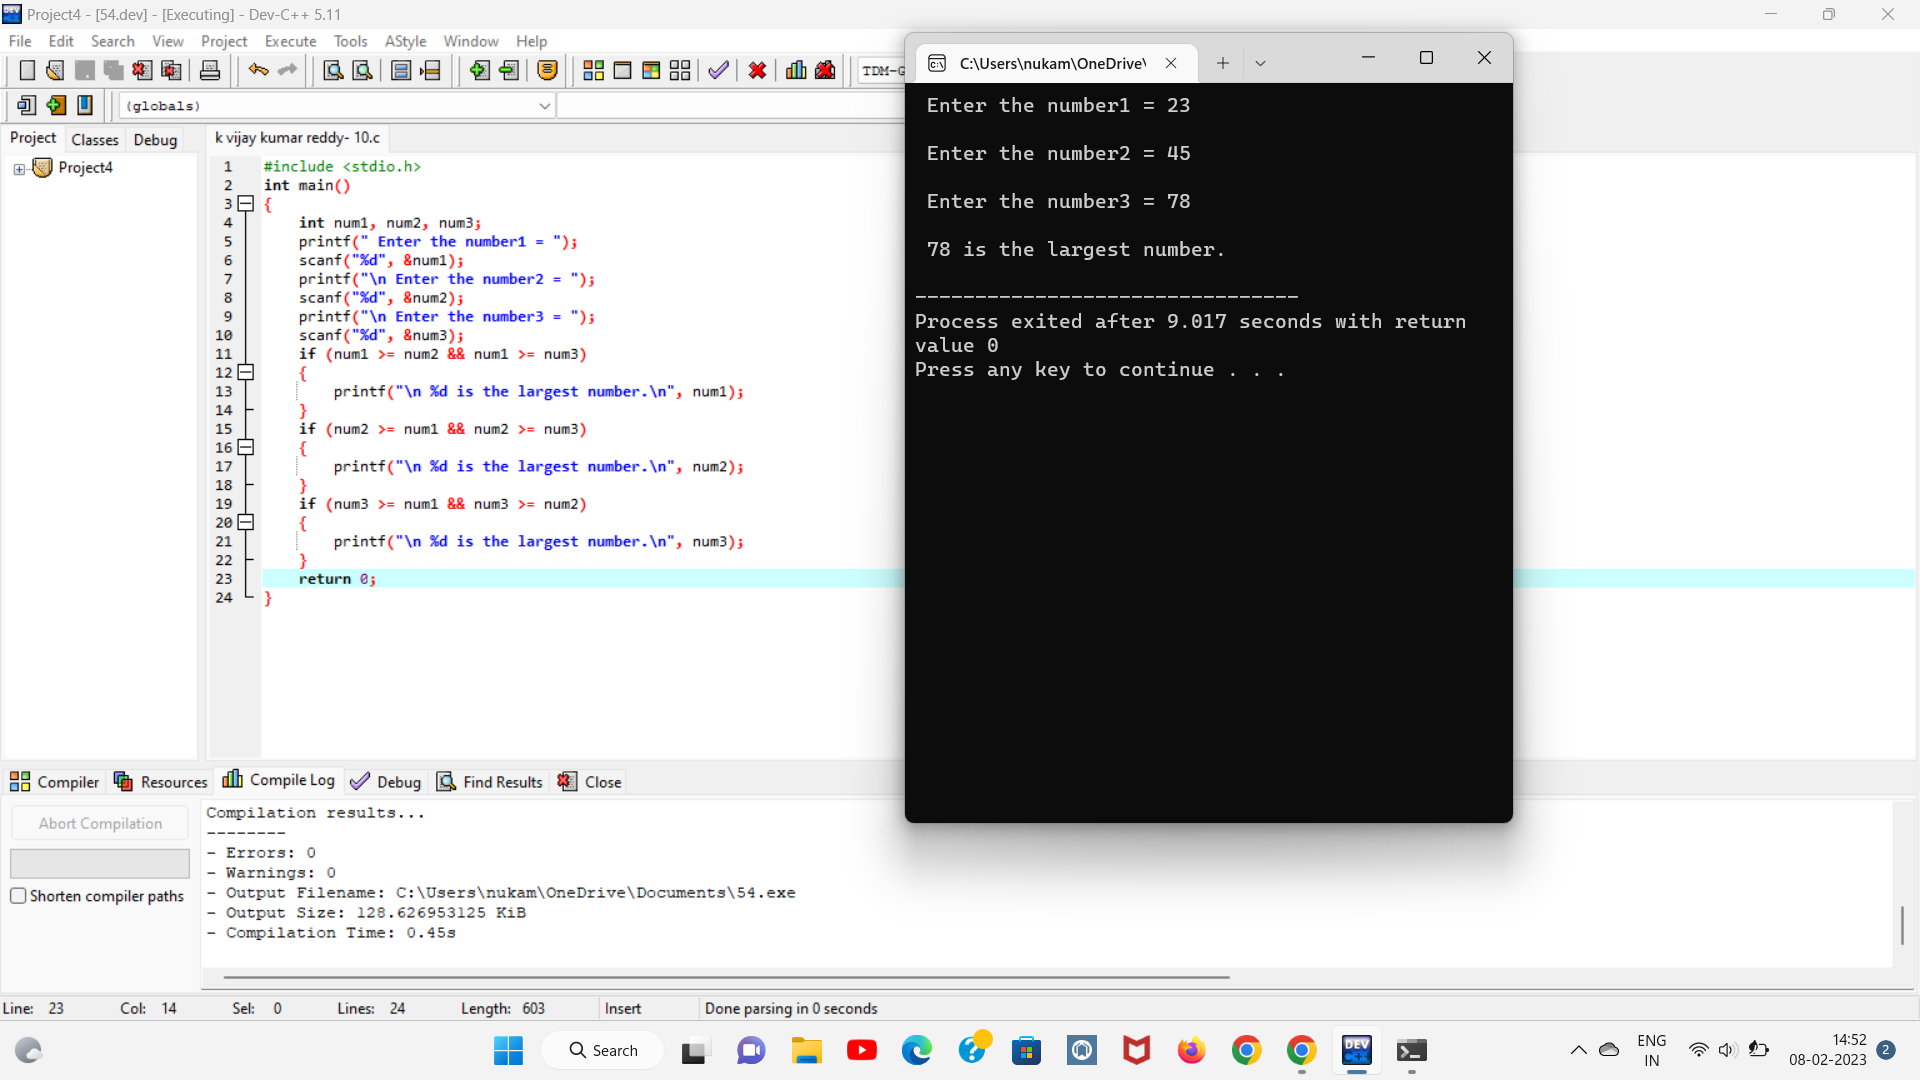 Project4 - [54.dev] - [Executing] - Dev-C++ 5.11
File Edit Search View Project Execute Tools AStyle Window Help
TDM-G
(globals)
Project Classes Debug
Project4
k vijay kumar reddy- 10.c
1 #include <stdio.h>
2 int main()
3 {
4 int num1, num2, num3;
5 printf(" Enter the number1 = ");
6 scanf("%d", &num1);
7 printf("\n Enter the number2 = ");
8 scanf("%d", &num2);
9 printf("\n Enter the number3 = ");
10 scanf("%d", &num3);
11 if (num1 >= num2 && num1 >= num3)
12 {
13 printf("\n %d is the largest number.\n", num1);
14 }
15 if (num2 >= num1 && num2 >= num3)
16 {
17 printf("\n %d is the largest number.\n", num2);
18 }
19 if (num3 >= num1 && num3 >= num2)
20 {
21 printf("\n %d is the largest number.\n", num3);
22 }
23 return 0;
24 }
C:\Users\nukam\OneDrive\
Enter the number1 = 23
Enter the number2 = 45
Enter the number3 = 78
78 is the largest number.
--------------------------------
Process exited after 9.017 seconds with return
value 0
Press any key to continue . . .
Compiler Resources Compile Log Debug Find Results Close
Abort Compilation
Shorten compiler paths
Compilation results...
--------
- Errors: 0
- Warnings: 0
- Output Filename: C:\Users\nukam\OneDrive\Documents\54.exe
- Output Size: 128.626953125 KiB
- Compilation Time: 0.45s
Line: 23 Col: 14 Sel: 0 Lines: 24 Length: 603 Insert Done parsing in 0 seconds
Search
DEV
C++
ENG
IN
14:52
08-02-2023
2